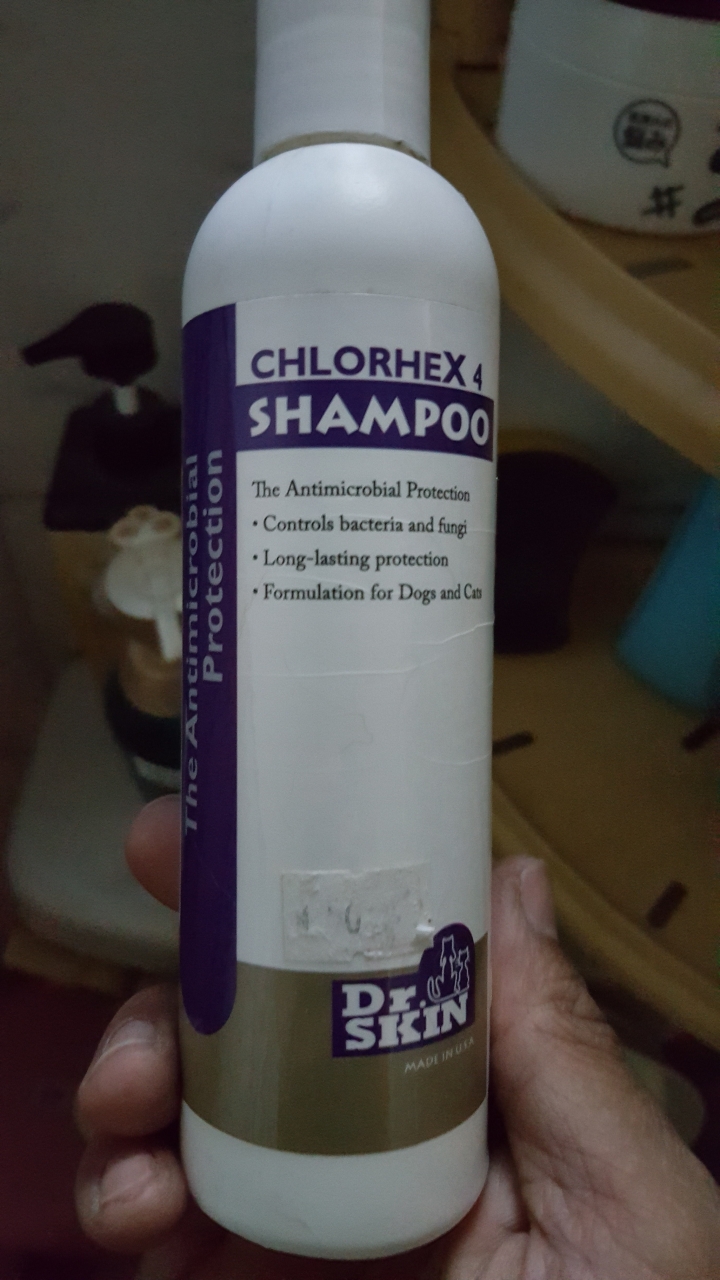 CHLORHEX 4
SHAMPOO
The Antimicrobial Protection
• Controls bacteria and fungi
• Long-lasting protection
• Formulation for Dogs and Cats
The Antimicrobial
Protection
Dr.
SKIN
MADE IN U.S.A
#